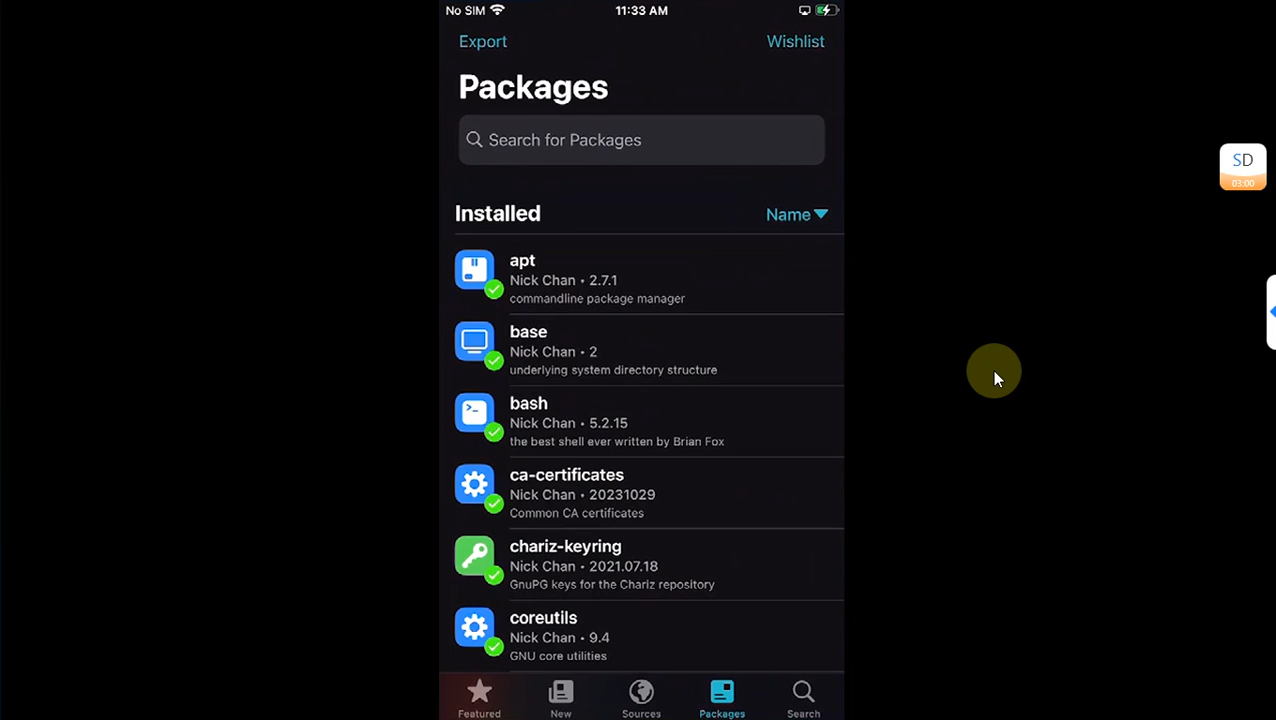 No SIM
11:33 AM
Export
Wishlist
Packages
Search for Packages
Installed
Name
apt
Nick Chan • 2.7.1
commandline package manager
base
Nick Chan • 2
underlying system directory structure
bash
Nick Chan • 5.2.15
the best shell ever written by Brian Fox
ca-certificates
Nick Chan • 20231029
Common CA certificates
chariz-keyring
Nick Chan • 2021.07.18
GnuPG keys for the Chariz repository
coreutils
Nick Chan • 9.4
GNU core utilities
Featured
New
Sources
Packages
Search
SD
03:00